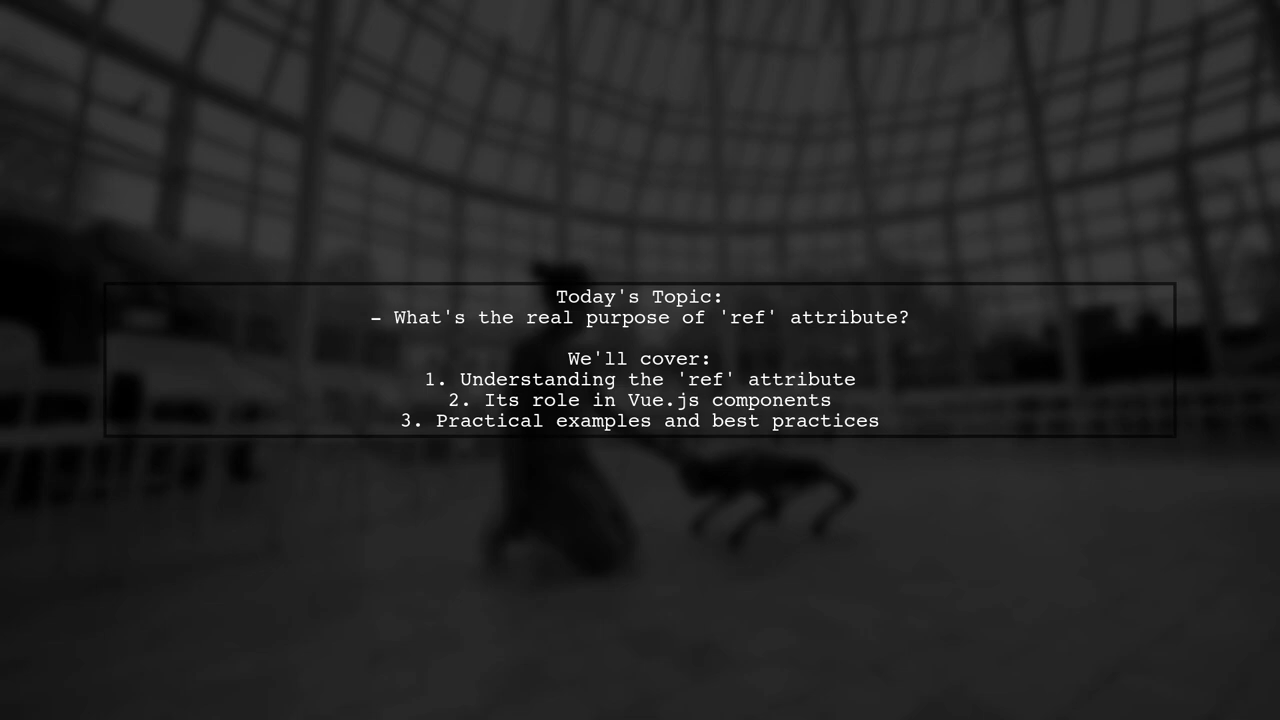 Today's Topic:
- What's the real purpose of 'ref' attribute?
We'll cover:
1. Understanding the 'ref' attribute
2. Its role in Vue.js components
3. Practical examples and best practices